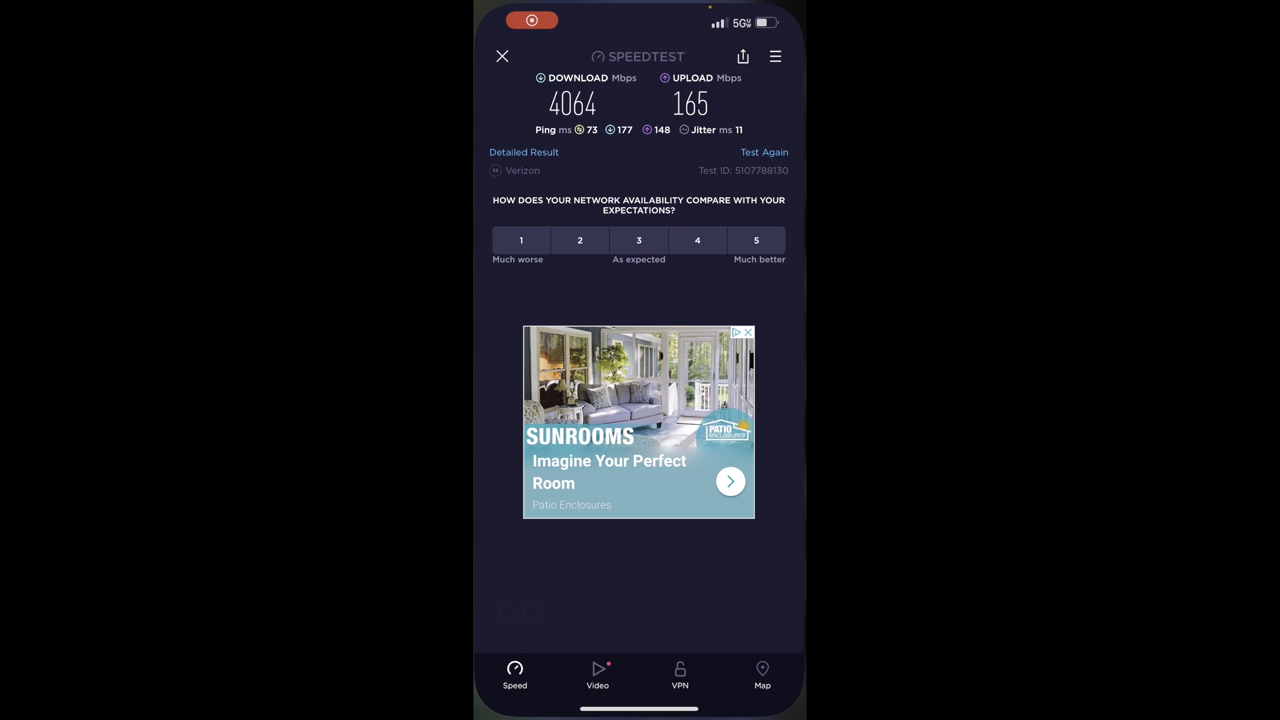 5GUW
SPEEDTEST
DOWNLOAD Mbps
UPLOAD Mbps
4064
165
Ping ms 73 177 148 Jitter ms 11
Detailed Result
Test Again
Verizon
Test ID: 5107788130
HOW DOES YOUR NETWORK AVAILABILITY COMPARE WITH YOUR
EXPECTATIONS?
1 2 3 4 5
Much worse As expected Much better
SUNROOMS
PATIO
ENCLOSURES
Imagine Your Perfect
Room
Patio Enclosures
GO
Speed Video VPN Map